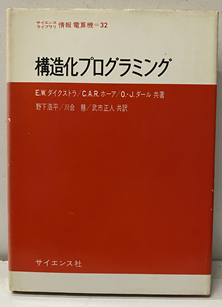 サイエンス
ライブラリ 情報電算機=32
構造化プログラミング
E.W.ダイクストラ/C.A.R.ホーア/O.-J.ダール 共著
野下浩平/川合 慧/武市正人 共訳
サイエンス社